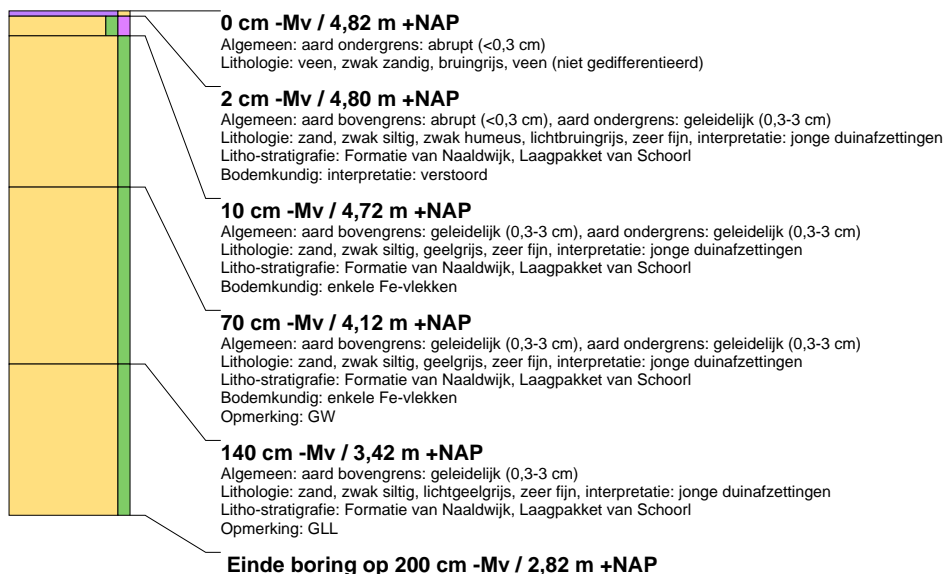 0 cm -Mv / 4,82 m +NAP
Algemeen: aard ondergrens: abrupt (<0,3 cm)
Lithologie: veen, zwak zandig, bruingrijs, veen (niet gedifferentieerd)
2 cm -Mv / 4,80 m +NAP
Algemeen: aard bovengrens: abrupt (<0,3 cm), aard ondergrens: geleidelijk (0,3-3 cm)
Lithologie: zand, zwak siltig, zwak humeus, lichtbruingrijs, zeer fijn, interpretatie: jonge duinafzettingen
Litho-stratigrafie: Formatie van Naaldwijk, Laagpakket van Schoorl
Bodemkundig: interpretatie: verstoord
10 cm -Mv / 4,72 m +NAP
Algemeen: aard bovengrens: geleidelijk (0,3-3 cm), aard ondergrens: geleidelijk (0,3-3 cm)
Lithologie: zand, zwak siltig, geelgrijs, zeer fijn, interpretatie: jonge duinafzettingen
Litho-stratigrafie: Formatie van Naaldwijk, Laagpakket van Schoorl
Bodemkundig: enkele Fe-vlekken
70 cm -Mv / 4,12 m +NAP
Algemeen: aard bovengrens: geleidelijk (0,3-3 cm), aard ondergrens: geleidelijk (0,3-3 cm)
Lithologie: zand, zwak siltig, geelgrijs, zeer fijn, interpretatie: jonge duinafzettingen
Litho-stratigrafie: Formatie van Naaldwijk, Laagpakket van Schoorl
Bodemkundig: enkele Fe-vlekken
Opmerking: GW
140 cm -Mv / 3,42 m +NAP
Algemeen: aard bovengrens: geleidelijk (0,3-3 cm)
Lithologie: zand, zwak siltig, lichtgeelgrijs, zeer fijn, interpretatie: jonge duinafzettingen
Litho-stratigrafie: Formatie van Naaldwijk, Laagpakket van Schoorl
Opmerking: GLL
Einde boring op 200 cm -Mv / 2,82 m +NAP